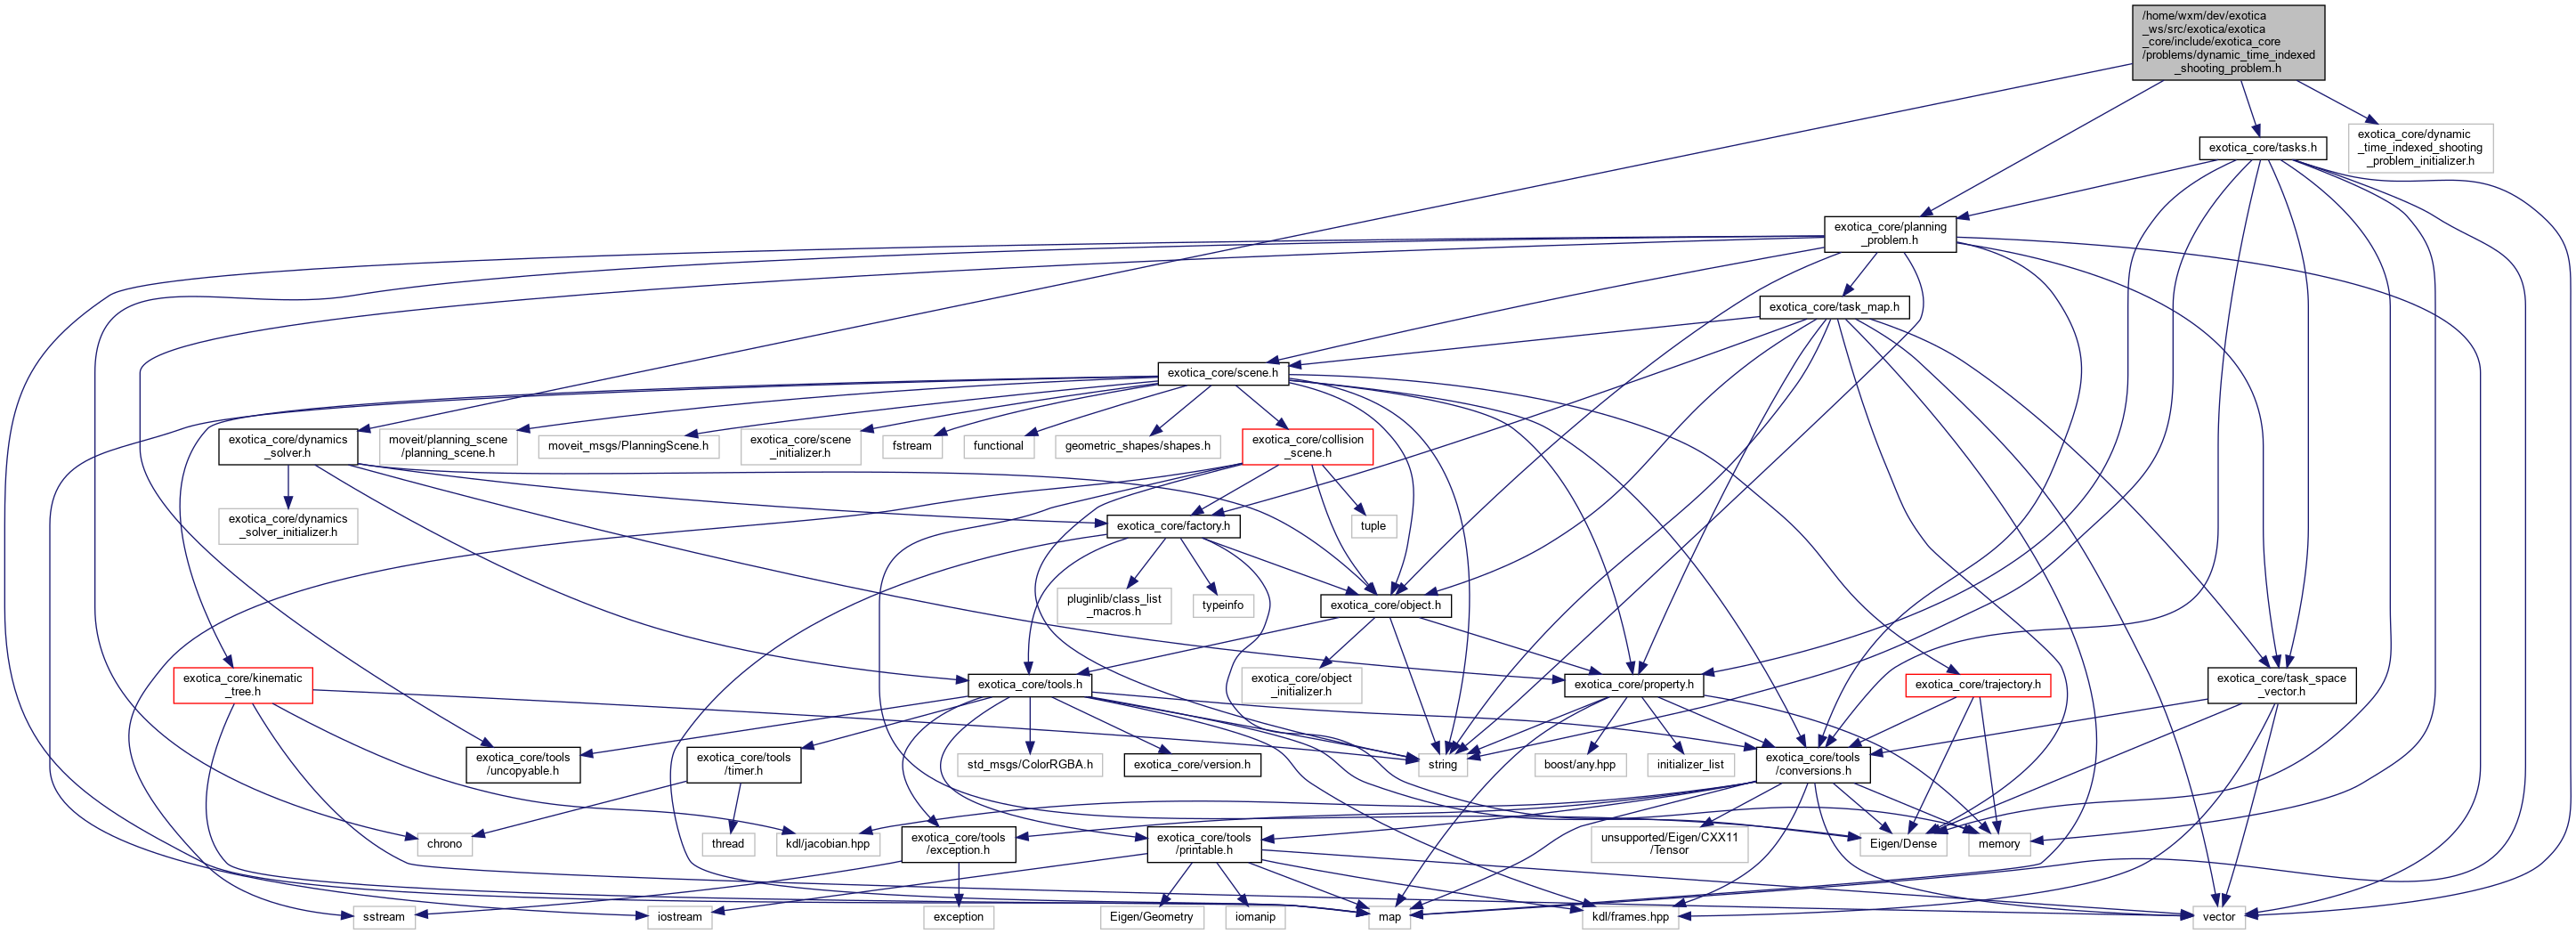 /home/wxm/dev/exotica
_ws/src/exotica/exotica
_core/include/exotica_core
/problems/dynamic_time_indexed
_shooting_problem.h
exotica_core/dynamic
_time_indexed_shooting
_problem_initializer.h
exotica_core/tasks.h
exotica_core/planning
_problem.h
exotica_core/task_map.h
exotica_core/scene.h
exotica_core/dynamics
_solver.h
moveit/planning_scene
/planning_scene.h
moveit_msgs/PlanningScene.h
exotica_core/scene
_initializer.h
fstream
functional
geometric_shapes/shapes.h
exotica_core/collision
_scene.h
exotica_core/dynamics
_solver_initializer.h
exotica_core/factory.h
tuple
pluginlib/class_list
_macros.h
typeinfo
exotica_core/object.h
exotica_core/kinematic
_tree.h
exotica_core/tools.h
exotica_core/object
_initializer.h
exotica_core/property.h
exotica_core/trajectory.h
exotica_core/task_space
_vector.h
exotica_core/tools
/uncopyable.h
exotica_core/tools
/timer.h
std_msgs/ColorRGBA.h
exotica_core/version.h
string
boost/any.hpp
initializer_list
exotica_core/tools
/conversions.h
chrono
thread
kdl/jacobian.hpp
exotica_core/tools
/exception.h
exotica_core/tools
/printable.h
unsupported/Eigen/CXX11
/Tensor
Eigen/Dense
memory
sstream
iostream
exception
Eigen/Geometry
iomanip
map
kdl/frames.hpp
vector